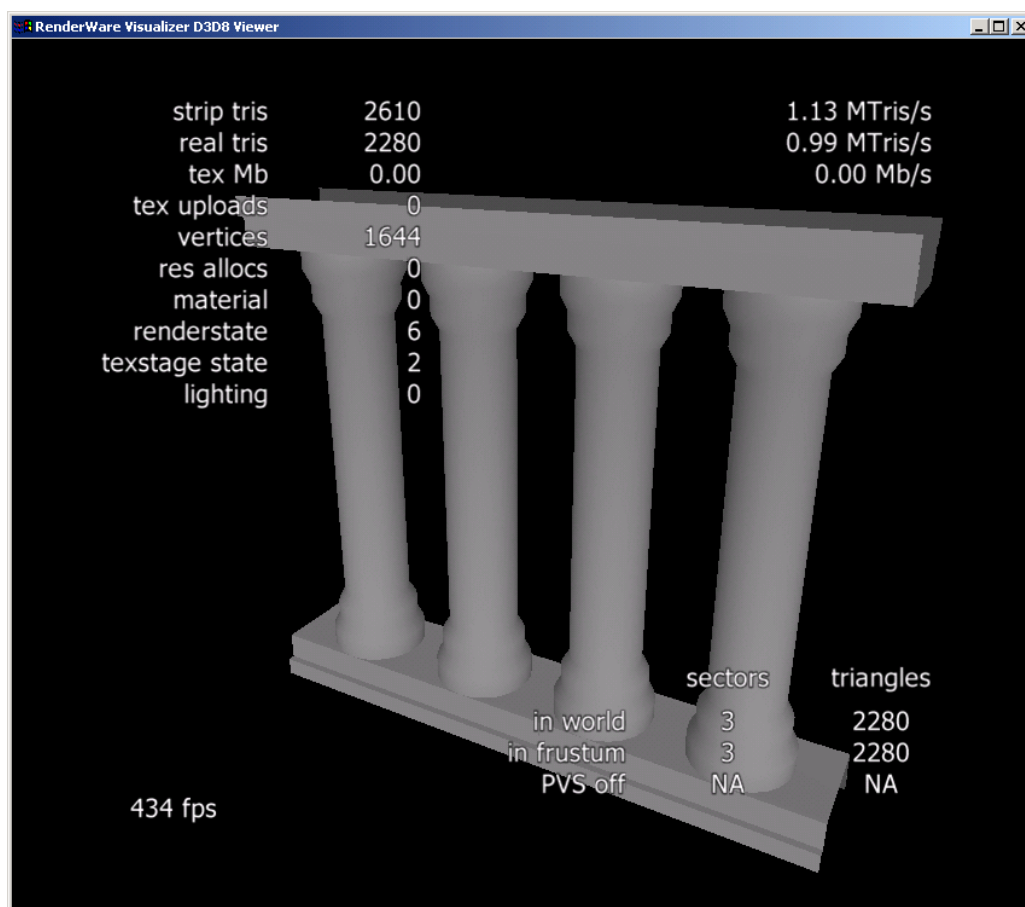 RenderWare Visualizer D3D8 Viewer
strip tris 2610 1.13 MTris/s
real tris 2280 0.99 MTris/s
tex Mb 0.00 0.00 Mb/s
tex uploads 0
vertices 1644
res allocs 0
material 0
renderstate 6
texstage state 2
lighting 0
sectors triangles
in world 3 2280
in frustum 3 2280
PVS off NA NA
434 fps